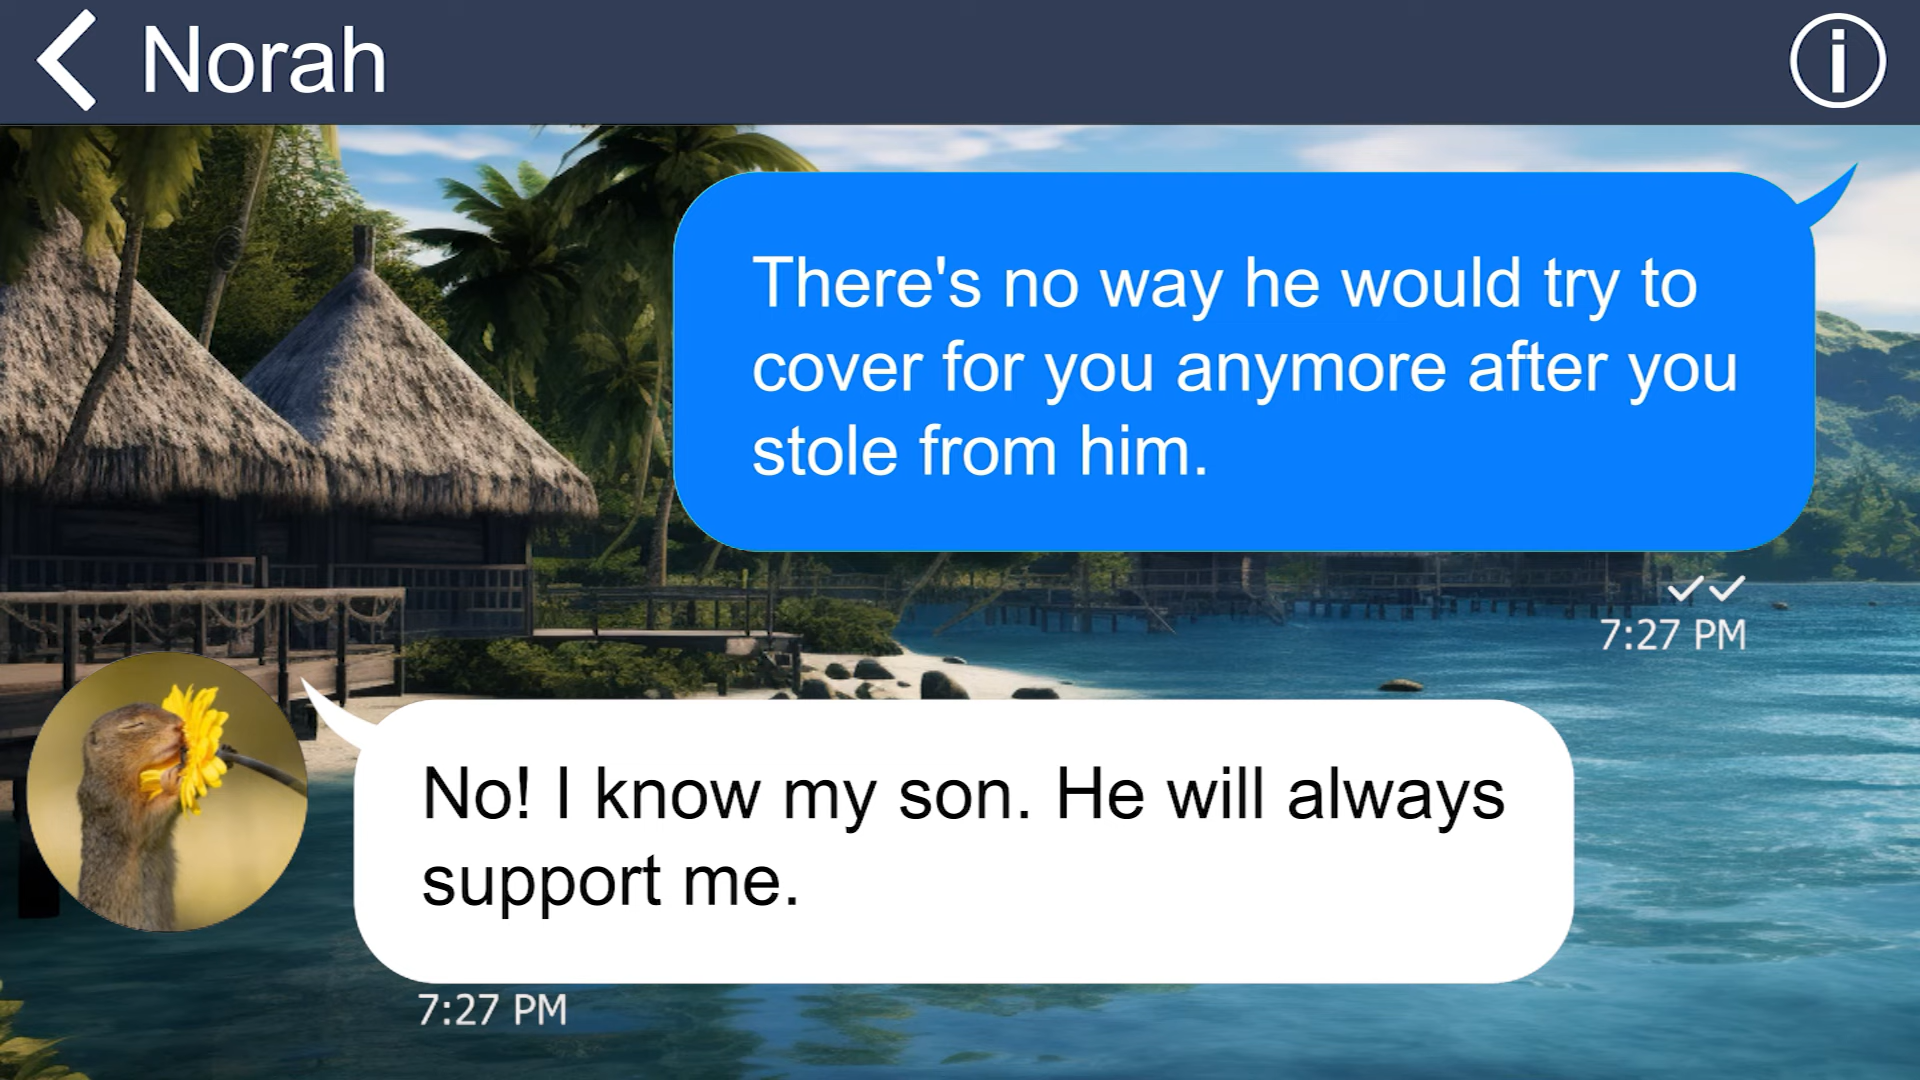 Norah
There's no way he would try to
cover for you anymore after you
stole from him.
7:27 PM
No! I know my son. He will always
support me.
7:27 PM